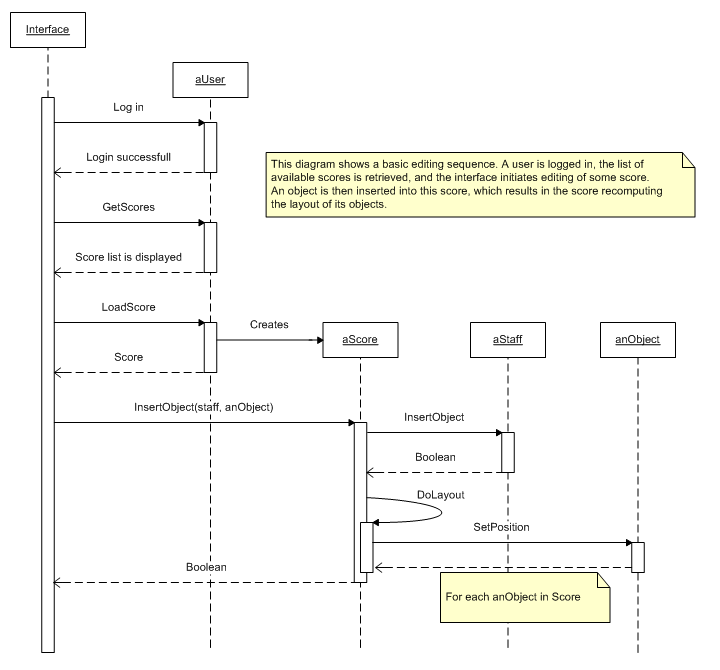 Interface
aUser
Log in
Login successfull
This diagram shows a basic editing sequence. A user is logged in, the list of
available scores is retrieved, and the interface initiates editing of some score.
An object is then inserted into this score, which results in the score recomputing
the layout of its objects.
GetScores
Score list is displayed
LoadScore
Creates
aScore
aStaff
anObject
Score
InsertObject(staff, anObject)
InsertObject
Boolean
DoLayout
SetPosition
Boolean
For each anObject in Score